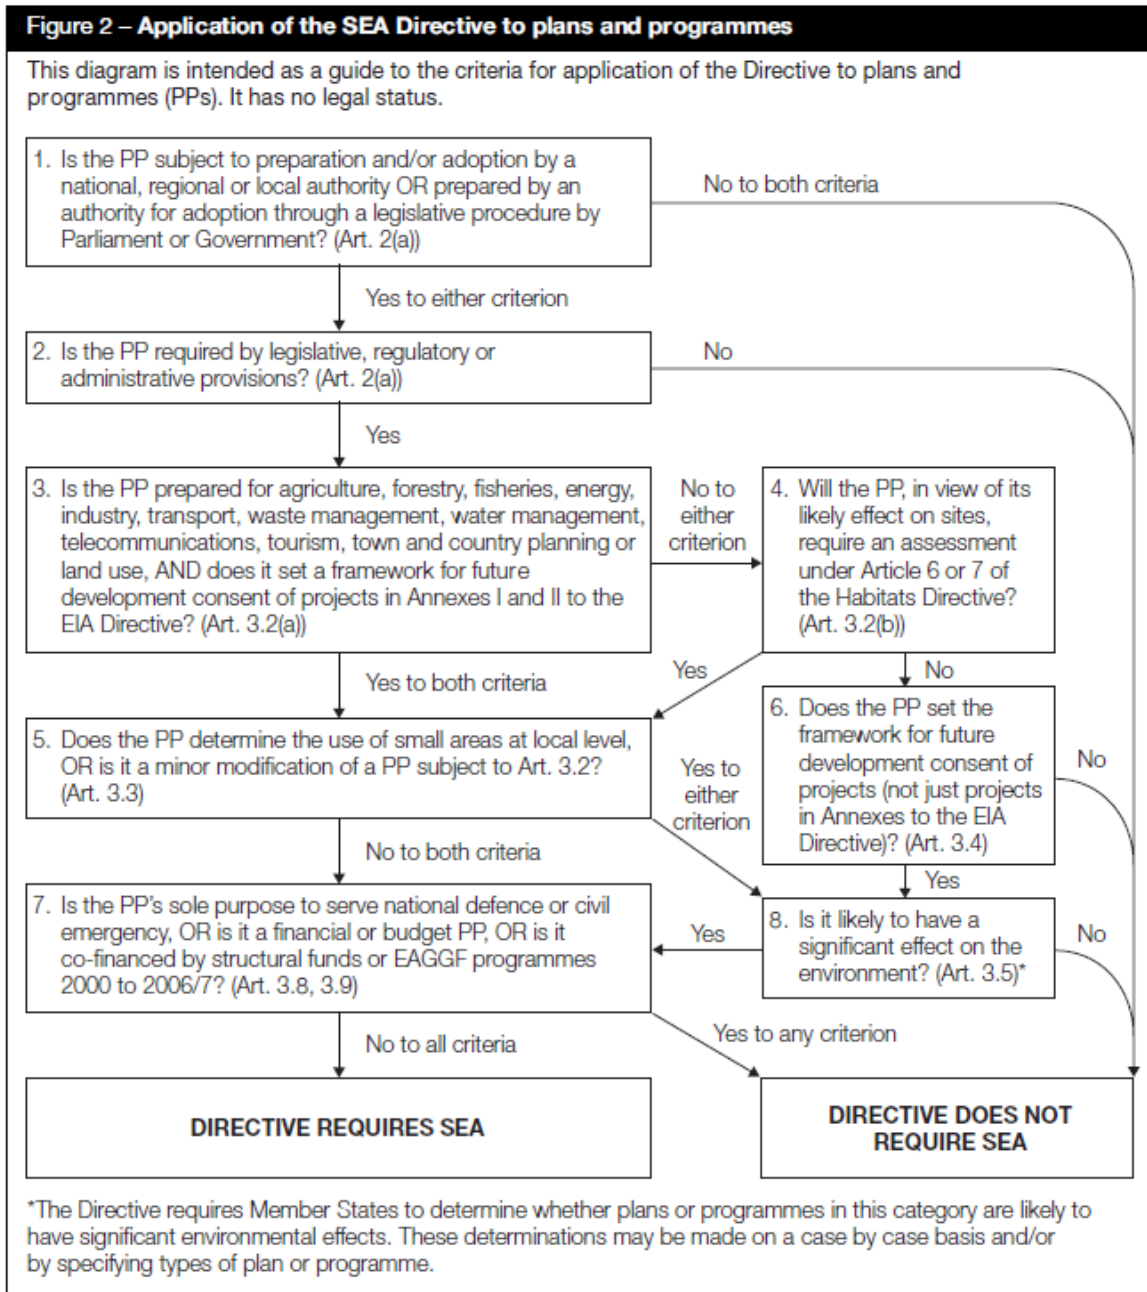 Figure 2 – Application of the SEA Directive to plans and programmes
This diagram is intended as a guide to the criteria for application of the Directive to plans and
programmes (PPs). It has no legal status.
1. Is the PP subject to preparation and/or adoption by a
national, regional or local authority OR prepared by an
authority for adoption through a legislative procedure by
Parliament or Government? (Art. 2(a))
No to both criteria
Yes to either criterion
2. Is the PP required by legislative, regulatory or
administrative provisions? (Art. 2(a))
No
Yes
3. Is the PP prepared for agriculture, forestry, fisheries, energy,
industry, transport, waste management, water management,
telecommunications, tourism, town and country planning or
land use, AND does it set a framework for future
development consent of projects in Annexes I and II to the
EIA Directive? (Art. 3.2(a))
No to
either
criterion
4. Will the PP, in view of its
likely effect on sites,
require an assessment
under Article 6 or 7 of
the Habitats Directive?
(Art. 3.2(b))
Yes to both criteria
Yes
No
5. Does the PP determine the use of small areas at local level,
OR is it a minor modification of a PP subject to Art. 3.2?
(Art. 3.3)
Yes to
either
criterion
6. Does the PP set the
framework for future
development consent of
projects (not just projects
in Annexes to the EIA
Directive)? (Art. 3.4)
No
No to both criteria
Yes
7. Is the PP's sole purpose to serve national defence or civil
emergency, OR is it a financial or budget PP, OR is it
co-financed by structural funds or EAGGF programmes
2000 to 2006/7? (Art. 3.8, 3.9)
Yes
8. Is it likely to have a
significant effect on the
environment? (Art. 3.5)*
No
No to all criteria
Yes to any criterion
DIRECTIVE REQUIRES SEA
DIRECTIVE DOES NOT
REQUIRE SEA
*The Directive requires Member States to determine whether plans or programmes in this category are likely to
have significant environmental effects. These determinations may be made on a case by case basis and/or
by specifying types of plan or programme.